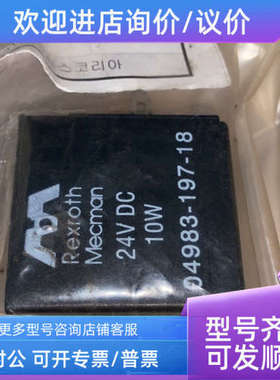 欢迎进店询价/议价
스코리아
Rexroth
Mecman
24V DC
10W
04983-197-18
更多型号咨询店铺客服
对公 可开专票/普票
型号齐
可发顺